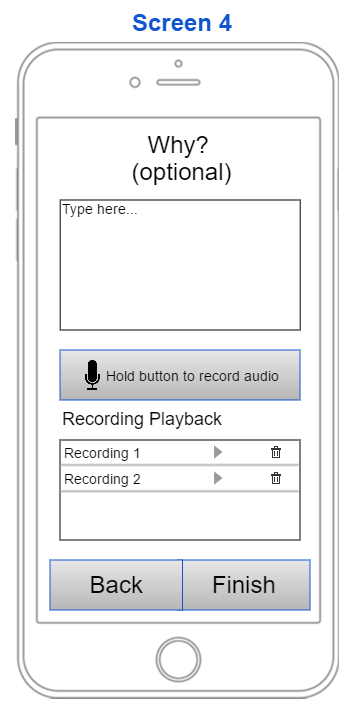 Screen 4
Why?
(optional)
Type here...
Hold button to record audio
Recording Playback
Recording 1
Recording 2
Back
Finish